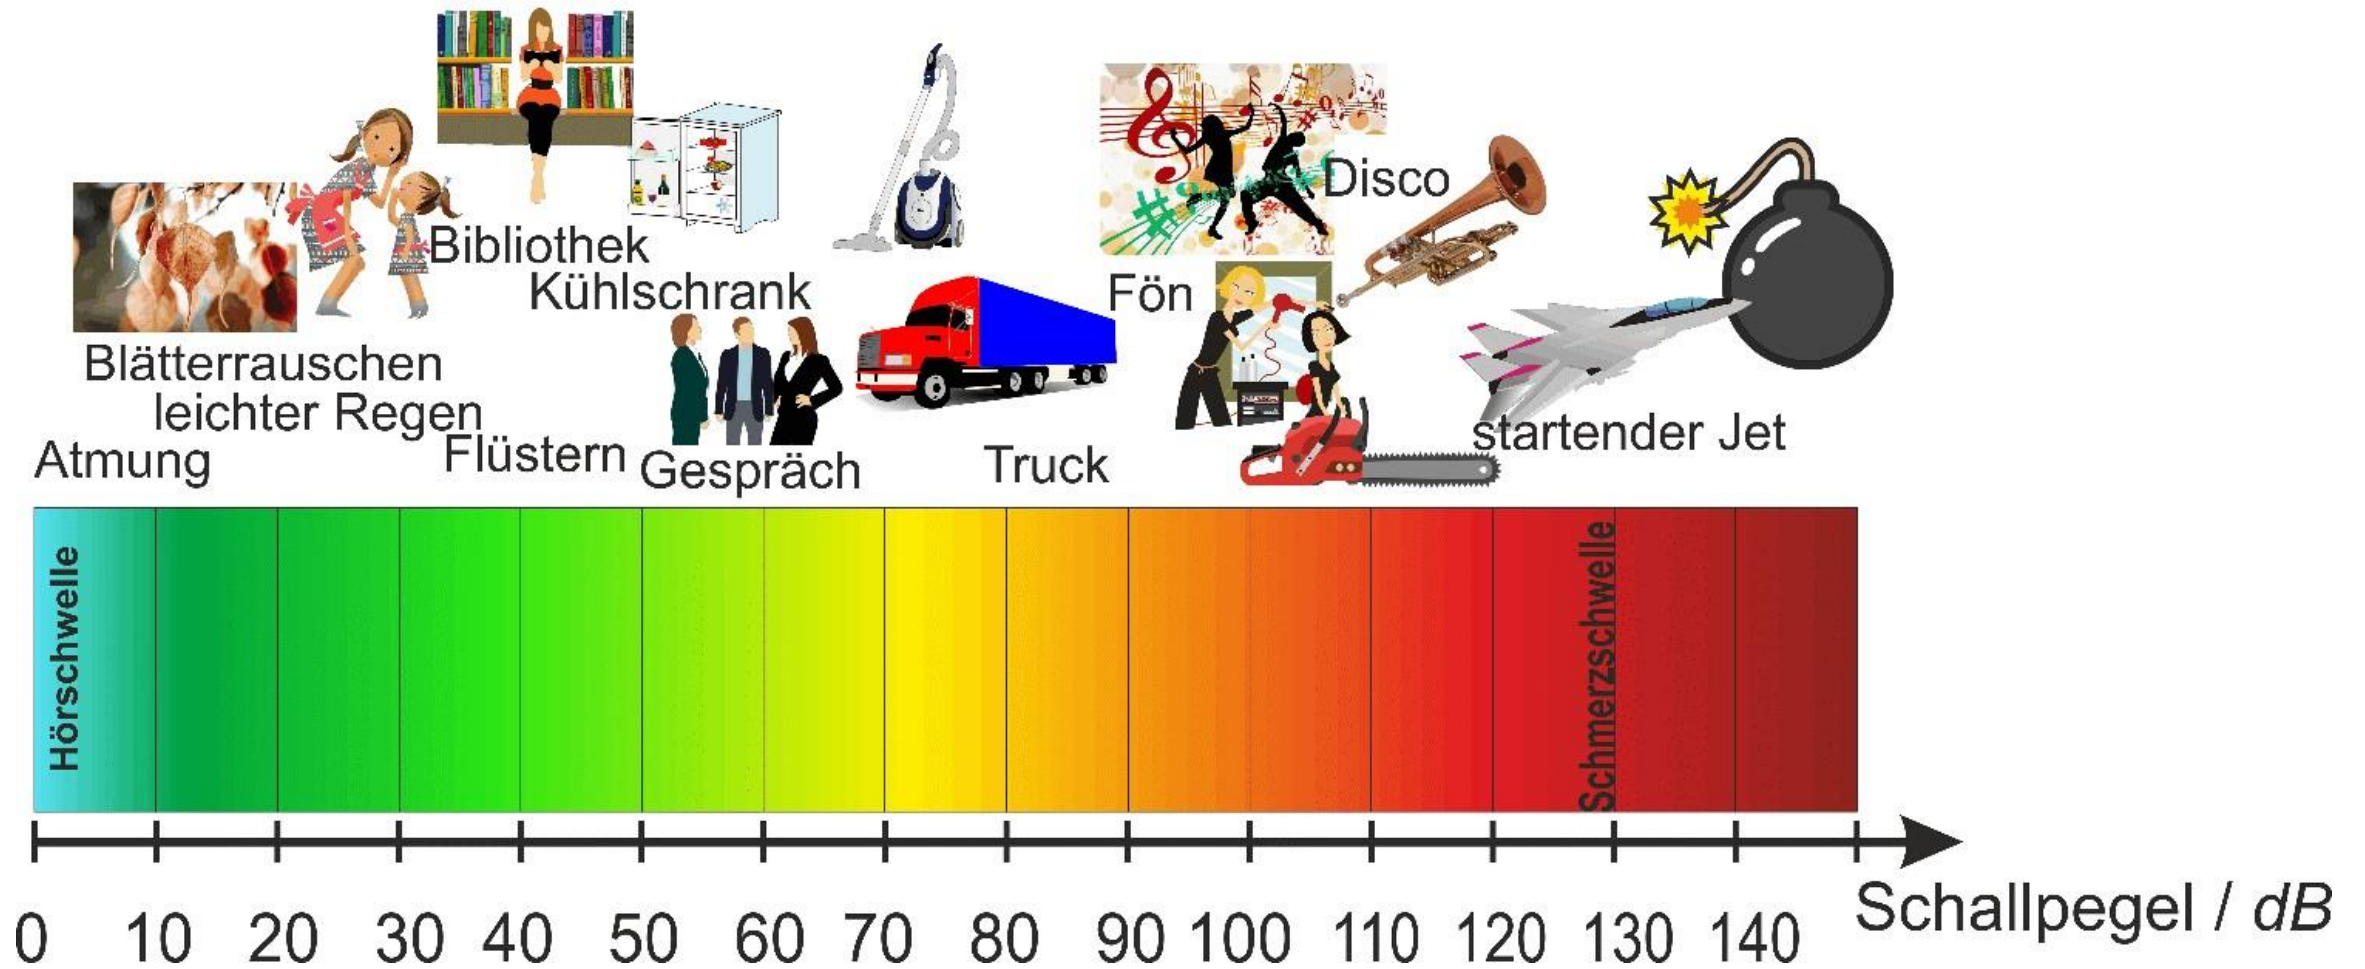 Disco
Bibliothek
Kühlschrank
Fön
Blätterrauschen
leichter Regen
startender Jet
Atmung
Flüstern
Gespräch
Truck
Hörschwelle
Schmerzschwelle
0 10 20 30 40 50 60 70 80 90 100 110 120 130 140
Schallpegel / dB